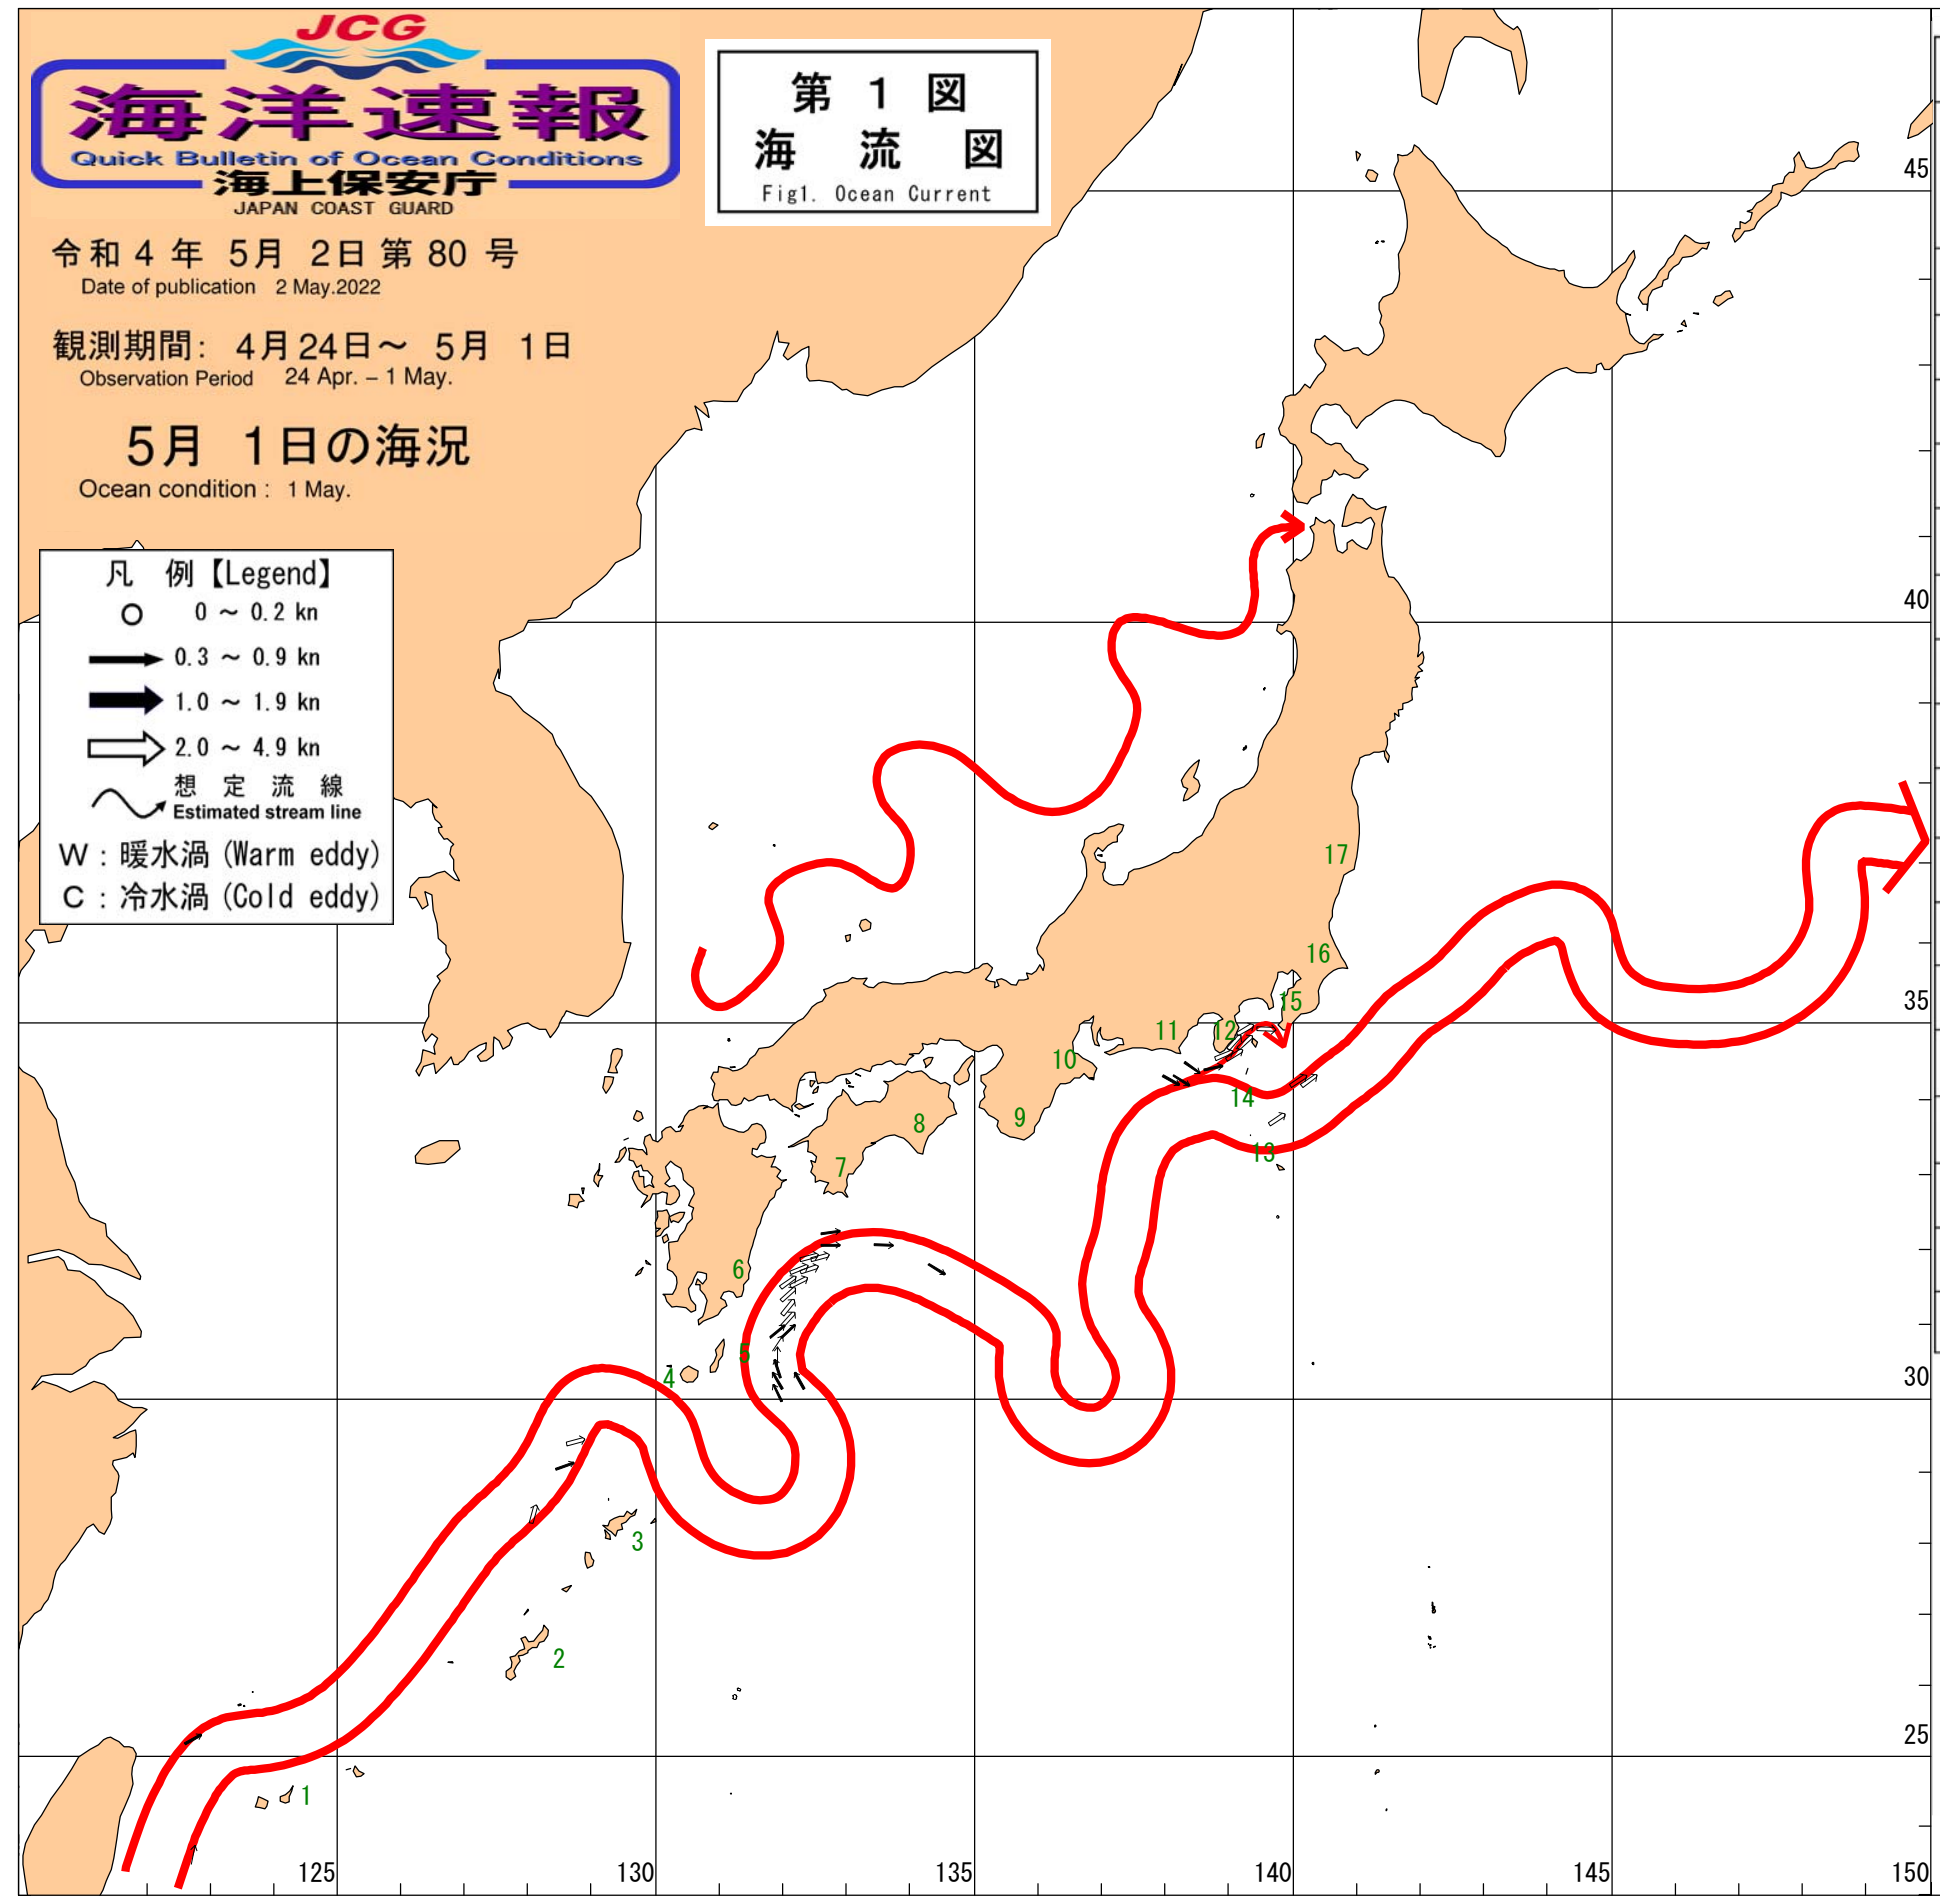 JCG
海洋速報
Quick Bulletin of Ocean Conditions
海上保安庁
JAPAN COAST GUARD
令和 4 年 5月 2日 第 80 号
Date of publication 2 May.2022
観測期間: 4月24日～ 5月 1日
Observation Period 24 Apr. – 1 May.
5月 1日の海況
Ocean condition : 1 May.
第 1 図
海 流 図
Fig1. Ocean Current
凡 例【Legend】
0 ～ 0.2 kn
0.3 ～ 0.9 kn
1.0 ～ 1.9 kn
2.0 ～ 4.9 kn
想 定 流 線
Estimated stream line
W : 暖水渦 (Warm eddy)
C : 冷水渦 (Cold eddy)
45
40
35
30
25
17
16
15
12
11
10
14
13
9
8
7
6
5
4
3
2
1
125
130
135
140
145
150